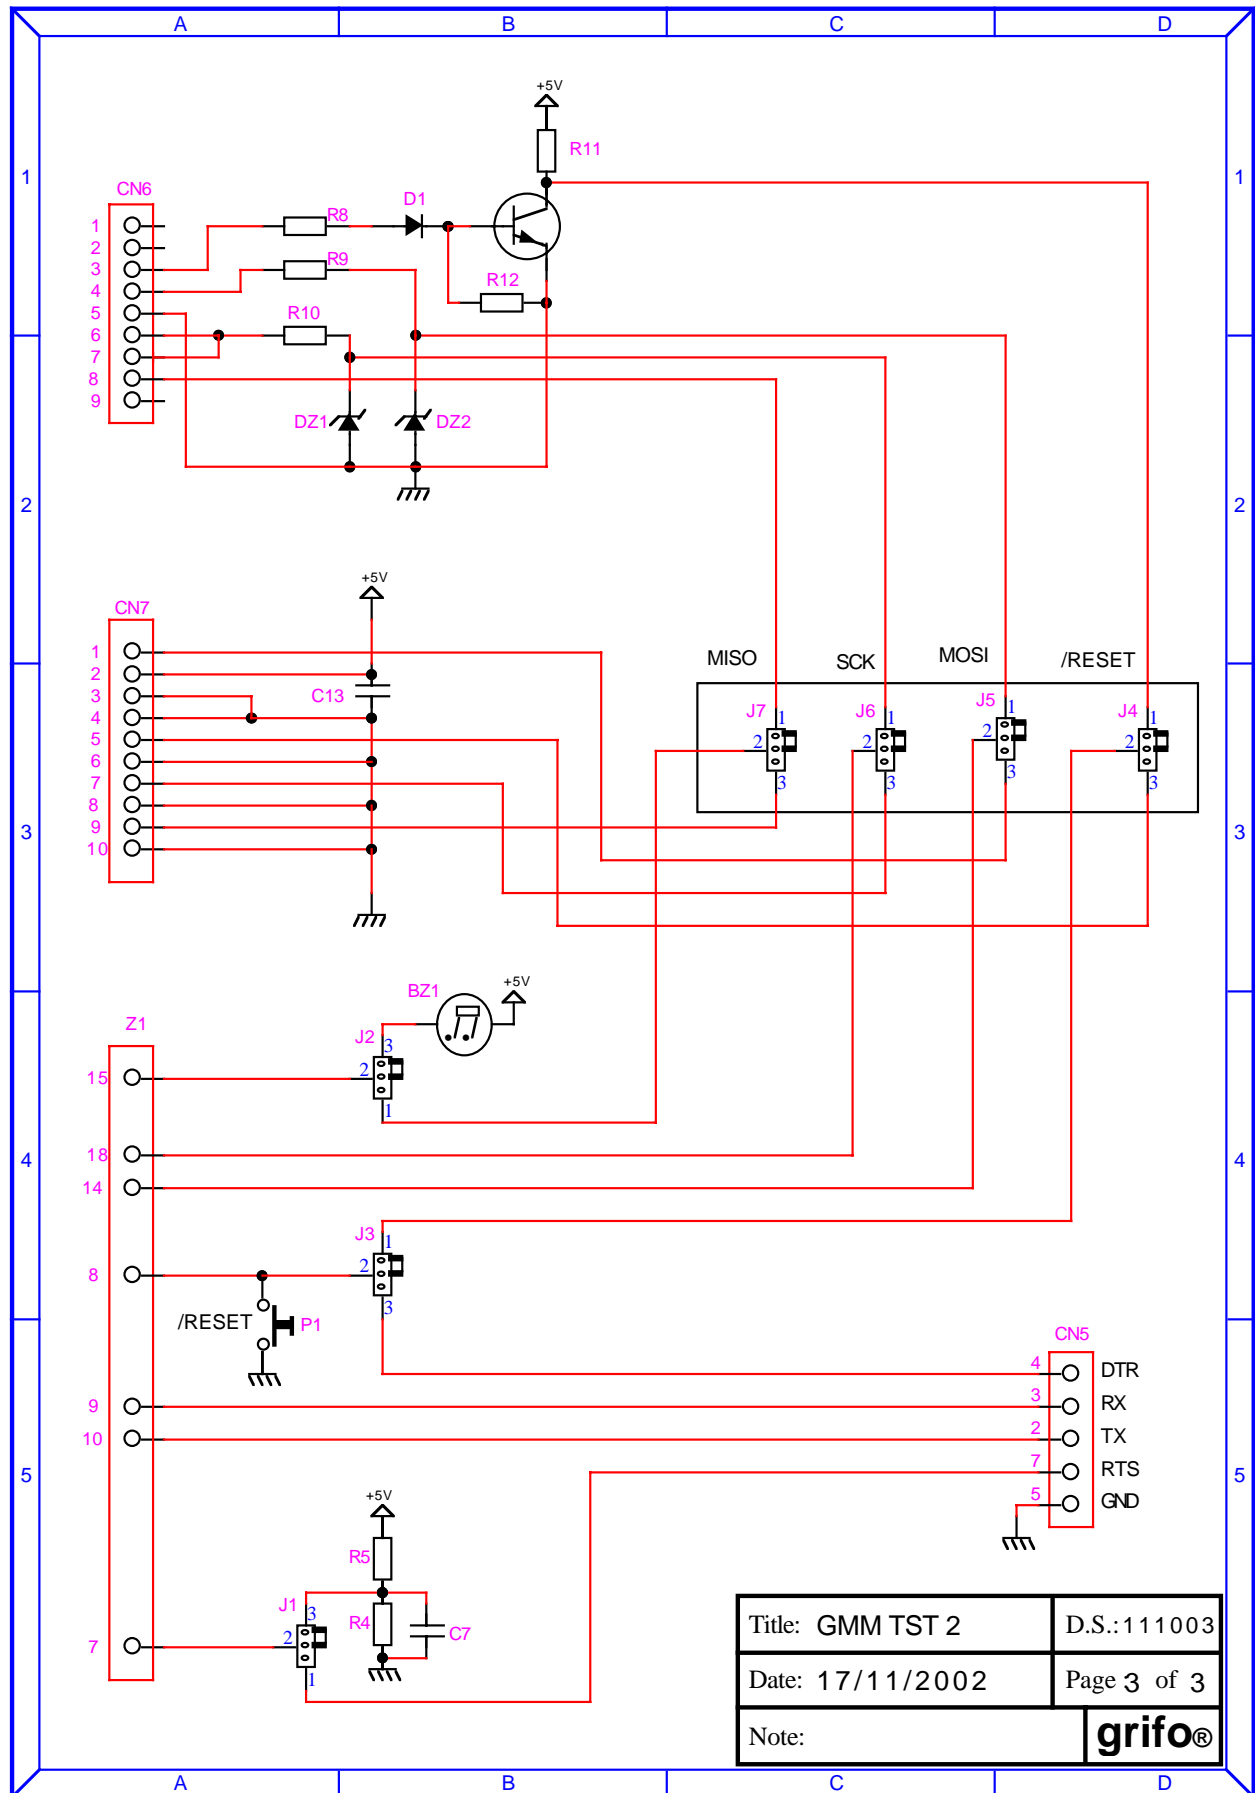 A B C D
+5V
R11
1 1
CN6
D1
1
R8
2
3
R9
4
R12
5
R10
6
7
8
9
DZ1 DZ2
2 2
+5V
CN7
1
2
3
C13
4
5
6
7
8
9
10
MISO SCK MOSI /RESET
J7 J6 J5 J4
1 1 1 1
2 2 2 2
3 3 3 3
3 3
BZ1 +5V
Z1
J2
3
15 2
1
18
4 4
14
J3
1
8 2
3
/RESET P1
CN5
4 DTR
9 3 RX
10 2 TX
5 7 RTS 5
5 GND
+5V
R5
J1
3
R4 C7
7 2
1
Title: GMM TST 2 D.S.:111003
Date: 17/11/2002 Page 3 of 3
Note: grifo®
A B C D